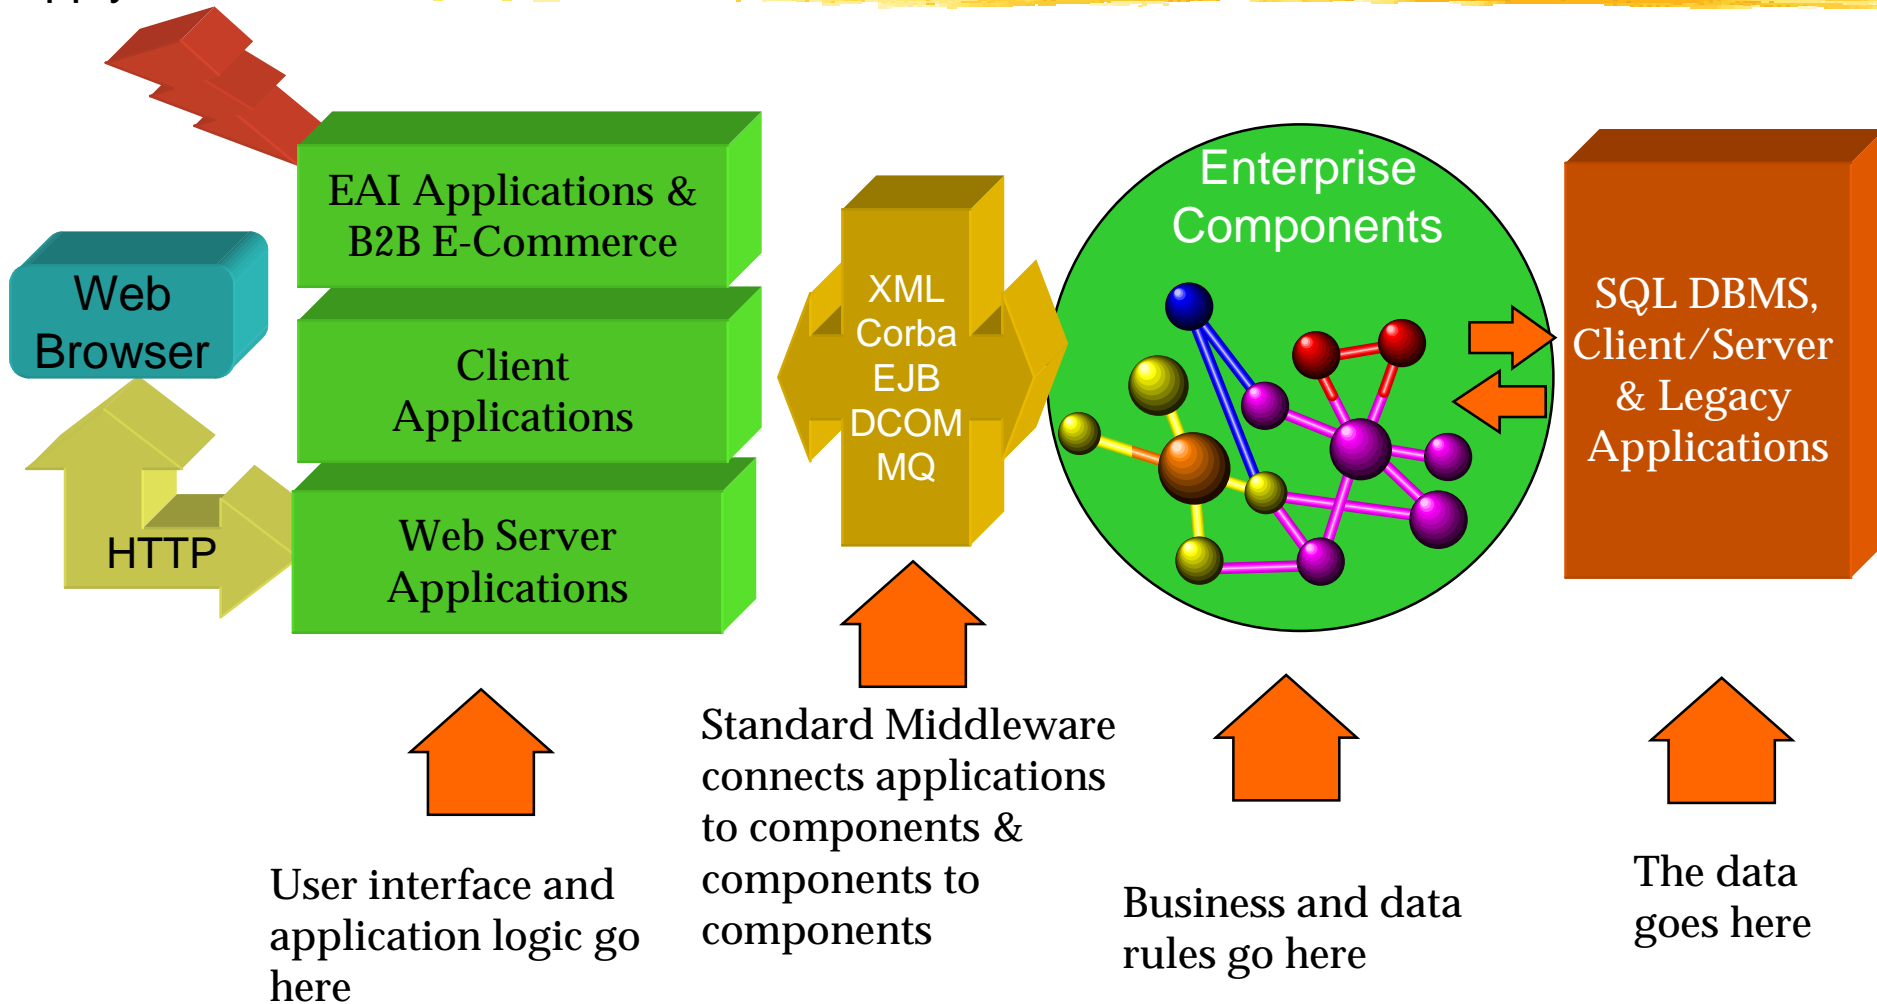 EAI Applications &
B2B E-Commerce
Web
Browser
Client
Applications
HTTP
Web Server
Applications
XML
Corba
EJB
DCOM
MQ
Enterprise
Components
SQL DBMS,
Client/Server
& Legacy
Applications
User interface and
application logic go
here
Standard Middleware
connects applications
to components &
components to
components
Business and data
rules go here
The data
goes here